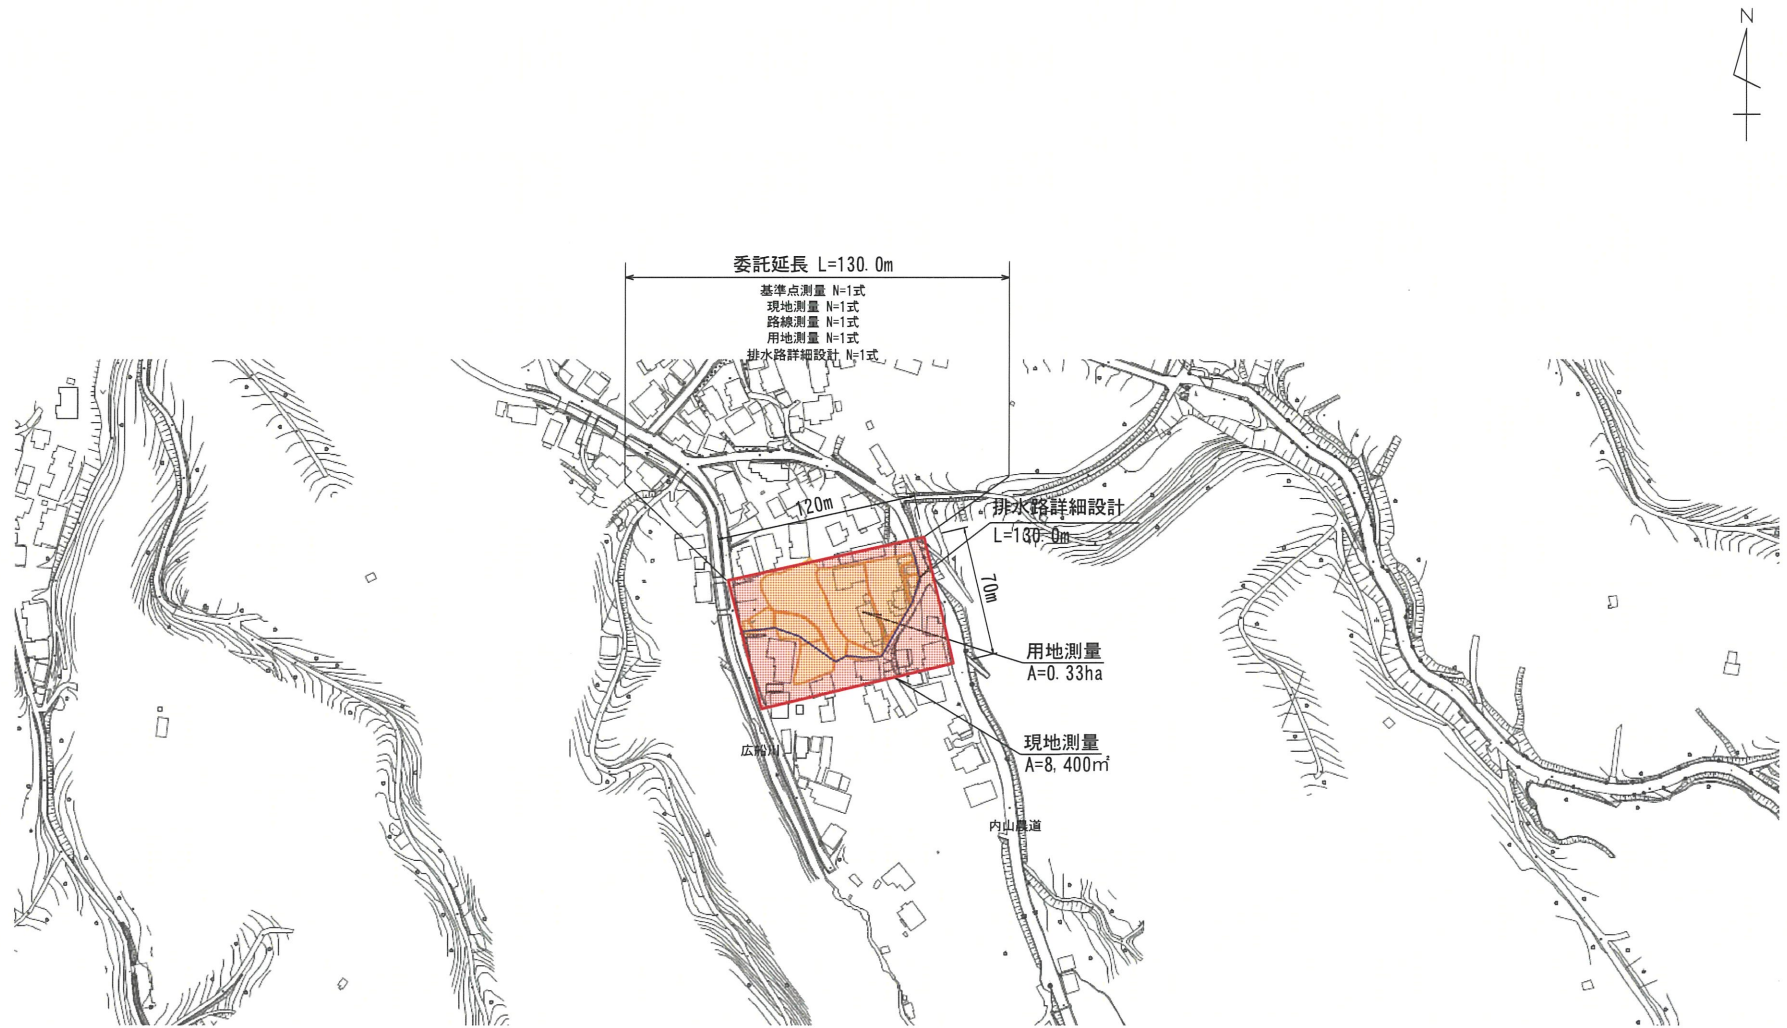 N
委託延長 L=130.0m
基準点測量 N=1式
現地測量 N=1式
路線測量 N=1式
用地測量 N=1式
排水路詳細設計 N=1式
120m
排水路詳細設計
L=130.0m
70m
用地測量
A=0.33ha
現地測量
A=8,400㎡
広船川
内山農道